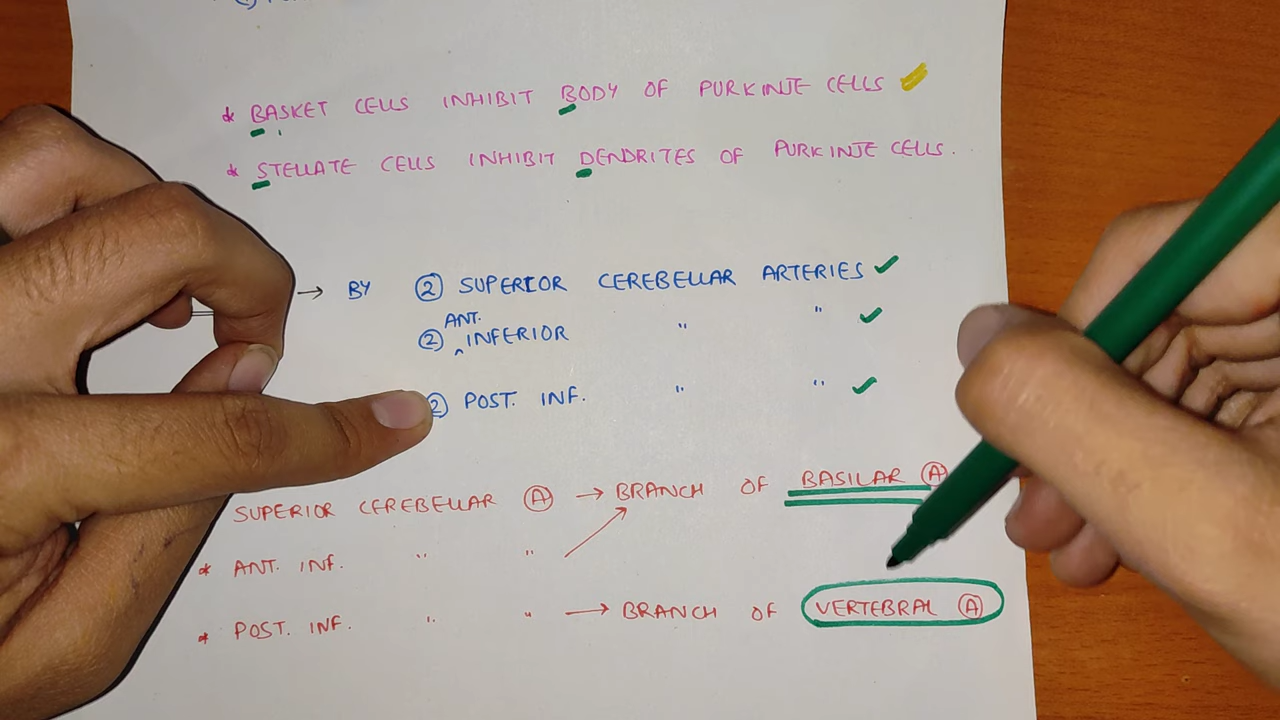 * BASKET CELLS INHIBIT BODY OF PURKINJE CELLS
* STELLATE CELLS INHIBIT DENDRITES OF PURKINJE CELLS.
→ BY ② SUPERIOR CEREBELLAR ARTERIES ✓
② ANT. INFERIOR " " ✓
② POST. INF. " " ✓
SUPERIOR CEREBELLAR Ⓐ → BRANCH OF BASILAR Ⓐ
* ANT. INF. " "
* POST. INF. " " → BRANCH OF VERTEBRAL Ⓐ